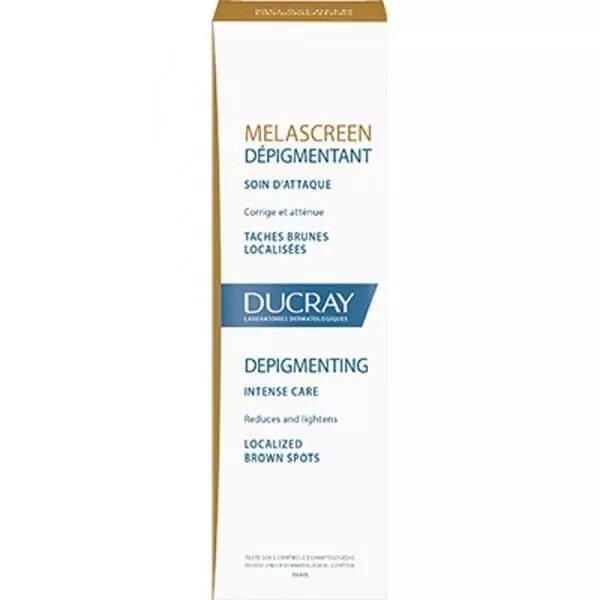 MELASCREEN
DÉPIGMENTANT
SOIN D'ATTAQUE
Corrige et atténue
TACHES BRUNES
LOCALISÉES
DUCRAY
LABORATOIRES DERMATOLOGIQUES
DEPIGMENTING
INTENSE CARE
Reduces and lightens
LOCALIZED
BROWN SPOTS
PARIS